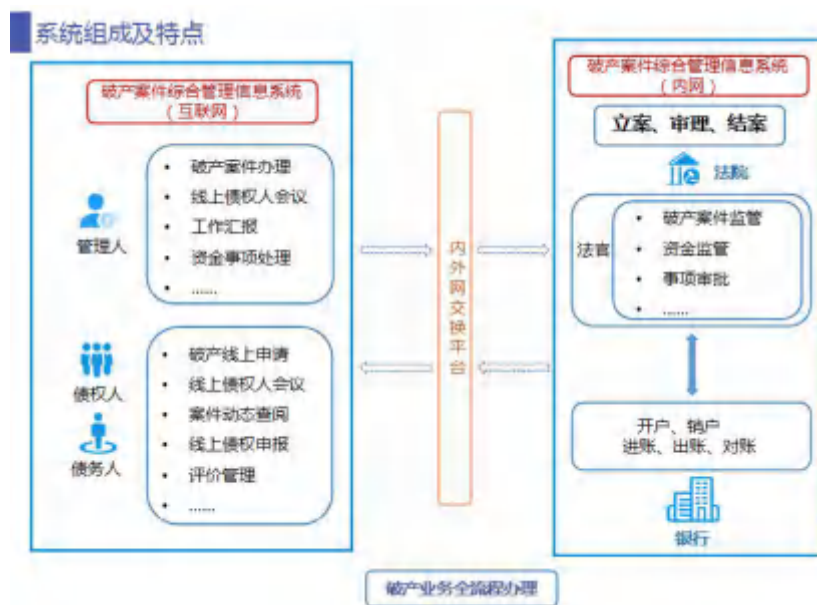 系统组成及特点
破产案件综合管理信息系统
（互联网）
管理人
• 破产案件办理
• 线上债权人会议
• 工作汇报
• 资金事项处理
• ......
债权人
债务人
• 破产线上申请
• 线上债权人会议
• 案件动态查阅
• 线上债权申报
• 评价管理
• ......
内外网交换平台
破产案件综合管理信息系统
（内网）
立案、审理、结案
法院
法官
• 破产案件监管
• 资金监管
• 事项审批
• ......
开户、销户
进账、出账、对账
银行
破产业务全流程办理